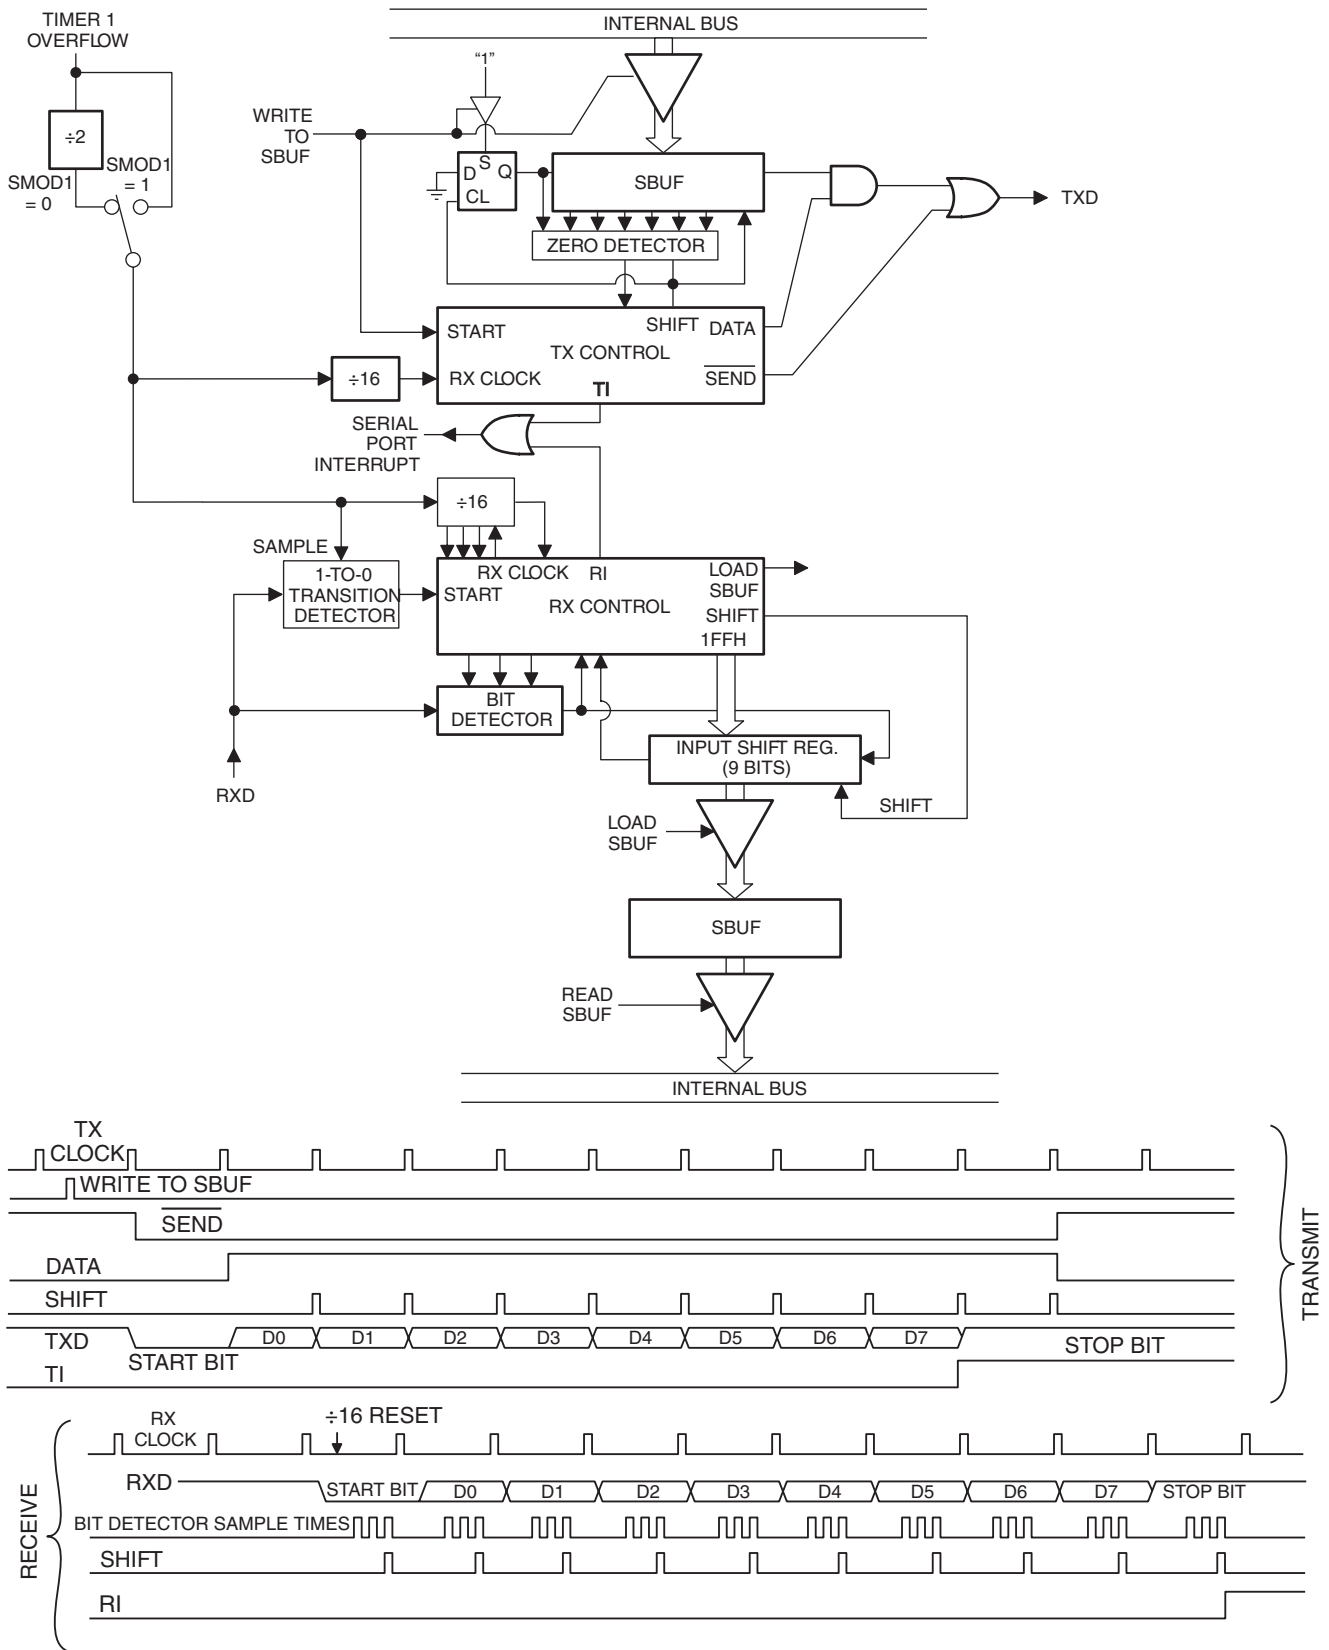 TIMER 1
OVERFLOW
INTERNAL BUS
“1”
WRITE
TO
SBUF
÷2
SMOD1
= 0
SMOD1
= 1
D
S
Q
CL
SBUF
TXD
ZERO DETECTOR
START
SHIFT
DATA
TX CONTROL
÷16
RX CLOCK
TI
SEND
SERIAL
PORT
INTERRUPT
÷16
SAMPLE
1-TO-0
TRANSITION
DETECTOR
RX CLOCK
RI
START
RX CONTROL
LOAD
SBUF
SHIFT
1FFH
BIT
DETECTOR
RXD
INPUT SHIFT REG.
(9 BITS)
SHIFT
LOAD
SBUF
SBUF
READ
SBUF
INTERNAL BUS
TX
CLOCK
WRITE TO SBUF
SEND
DATA
SHIFT
TXD
START BIT
D0
D1
D2
D3
D4
D5
D6
D7
STOP BIT
TI
TRANSMIT
RX
CLOCK
÷16 RESET
RXD
START BIT
D0
D1
D2
D3
D4
D5
D6
D7
STOP BIT
BIT DETECTOR SAMPLE TIMES
SHIFT
RI
RECEIVE